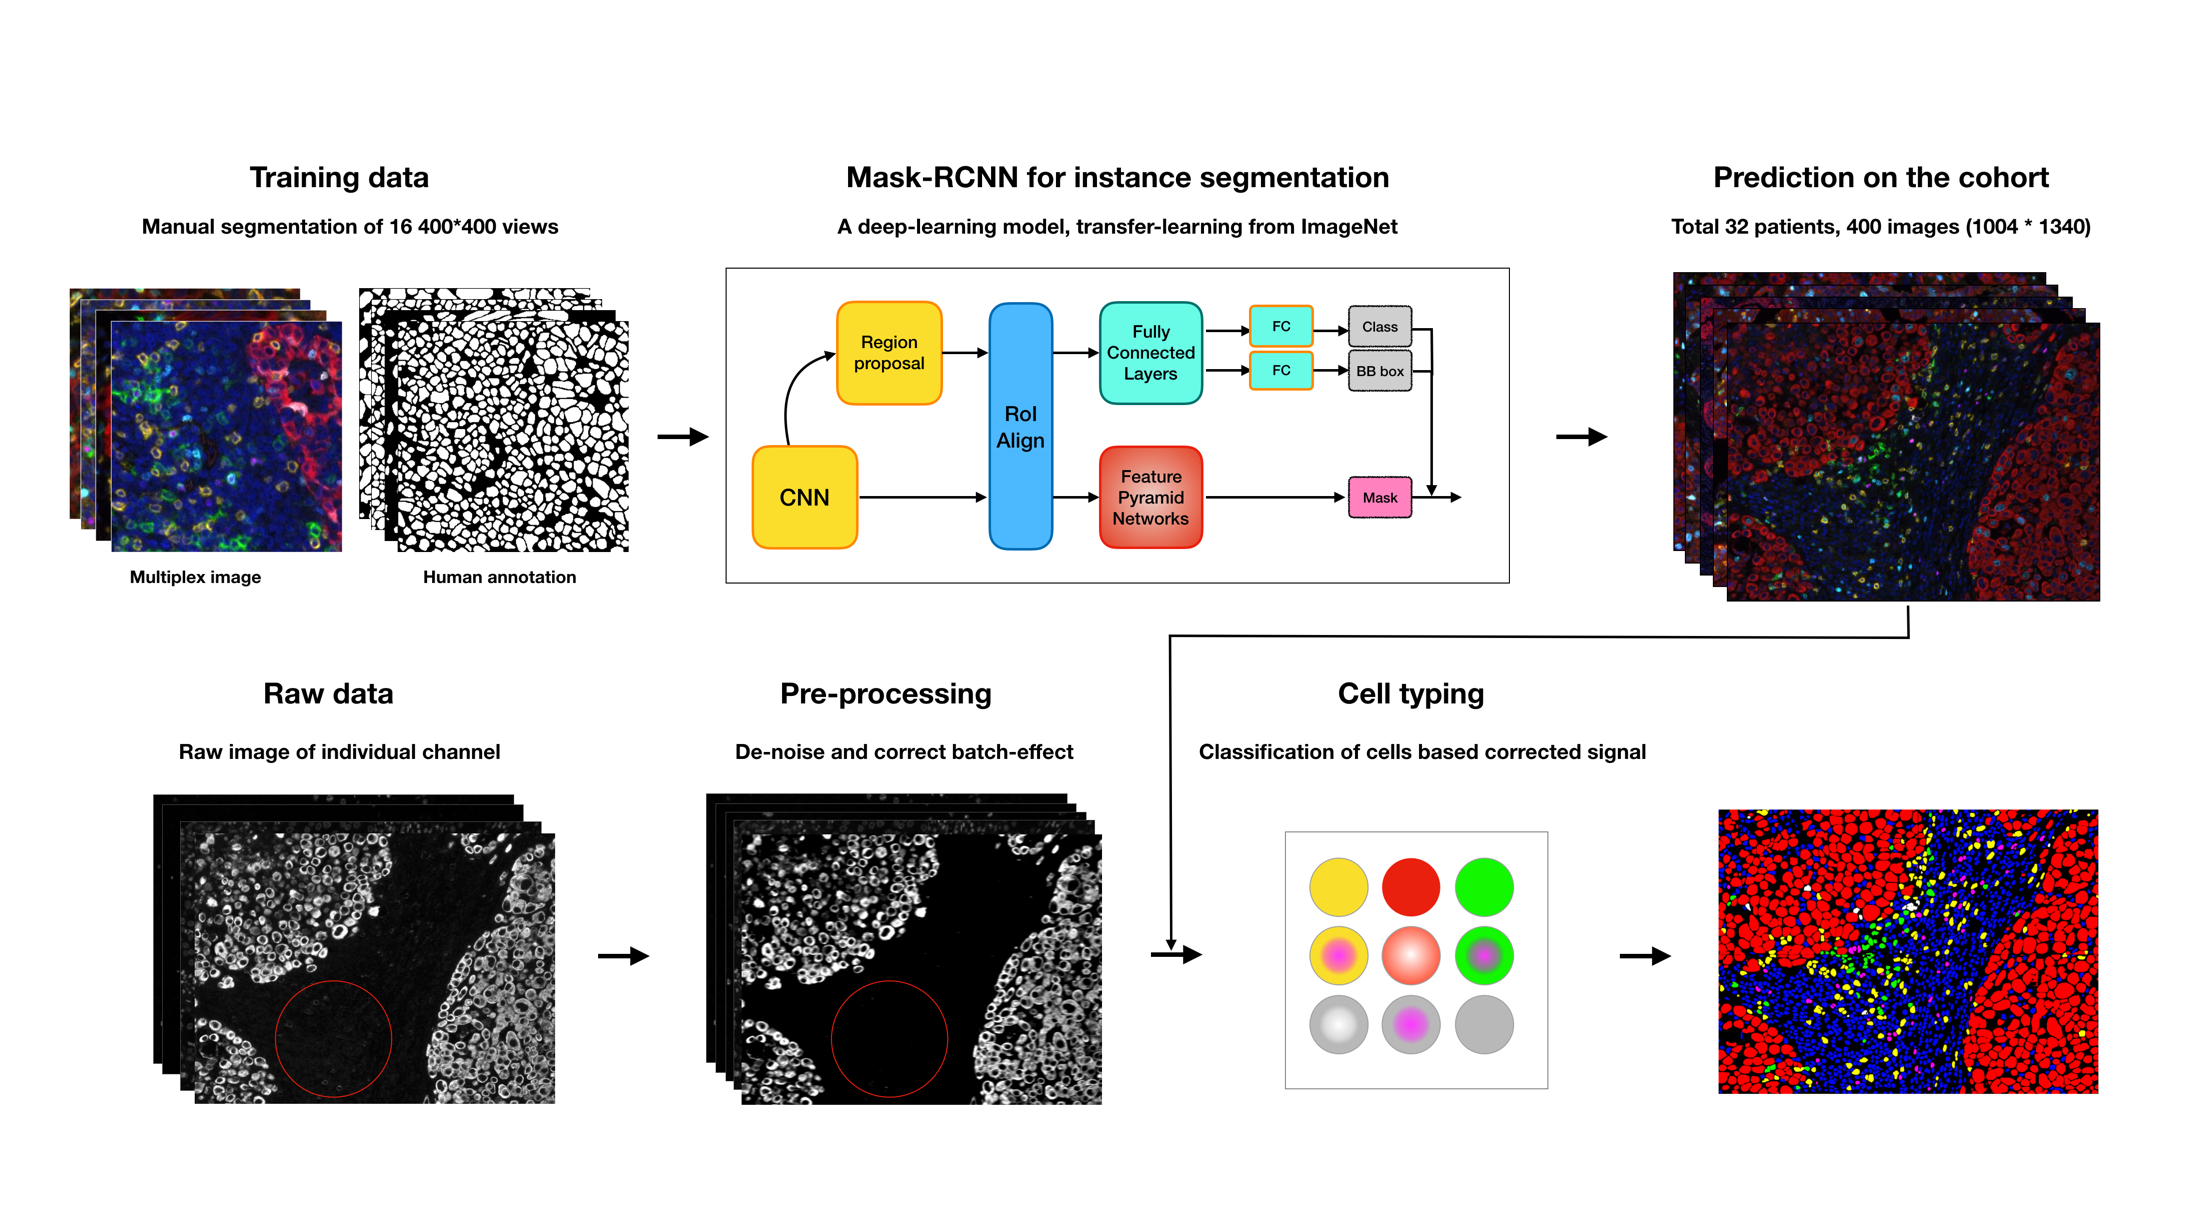 Training data
Manual segmentation of 16 400*400 views
Multiplex image
Human annotation
Mask-RCNN for instance segmentation
A deep-learning model, transfer-learning from ImageNet
Region
proposal
CNN
RoI
Align
Fully
Connected
Layers
FC
Class
FC
BB box
Feature
Pyramid
Networks
Mask
Prediction on the cohort
Total 32 patients, 400 images (1004 * 1340)
Raw data
Raw image of individual channel
Pre-processing
De-noise and correct batch-effect
Cell typing
Classification of cells based corrected signal